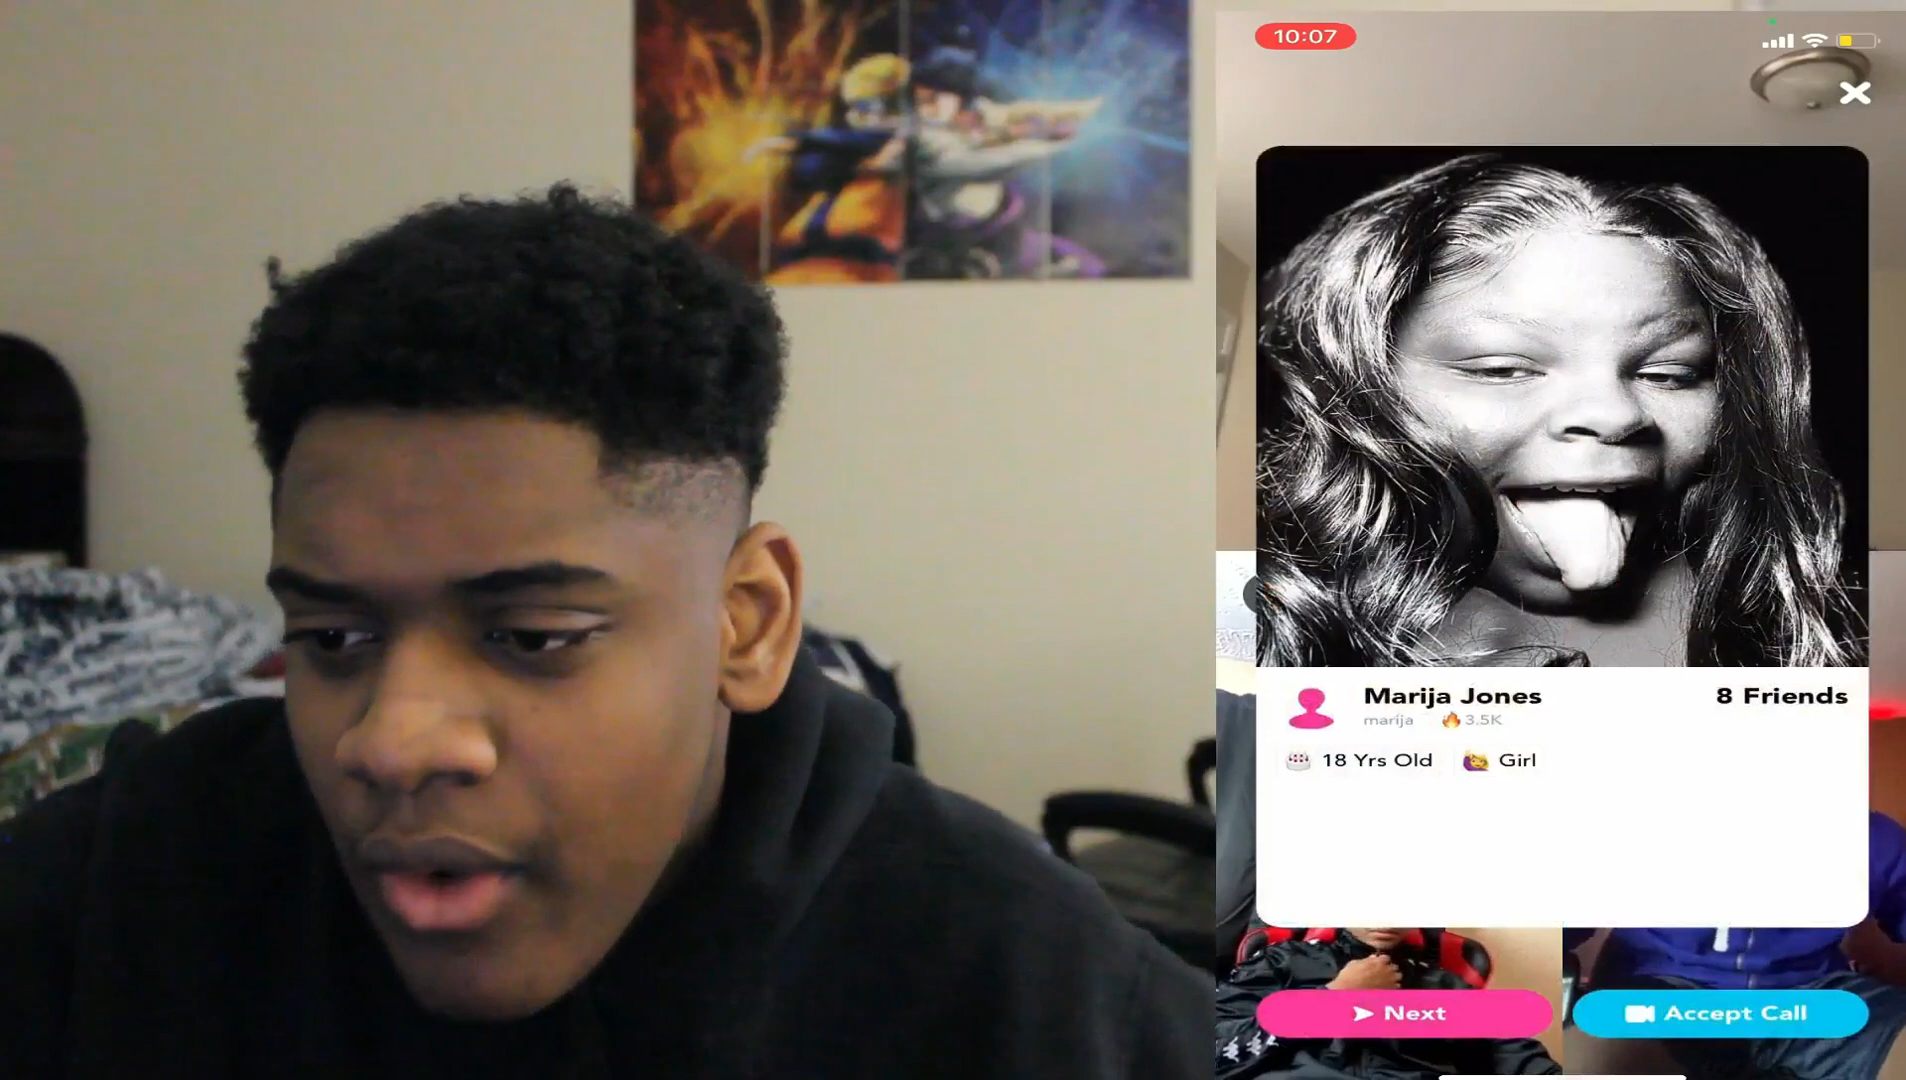 10:07
Marija Jones
8 Friends
marija 🔥 3.5K
18 Yrs Old
Girl
Next
Accept Call